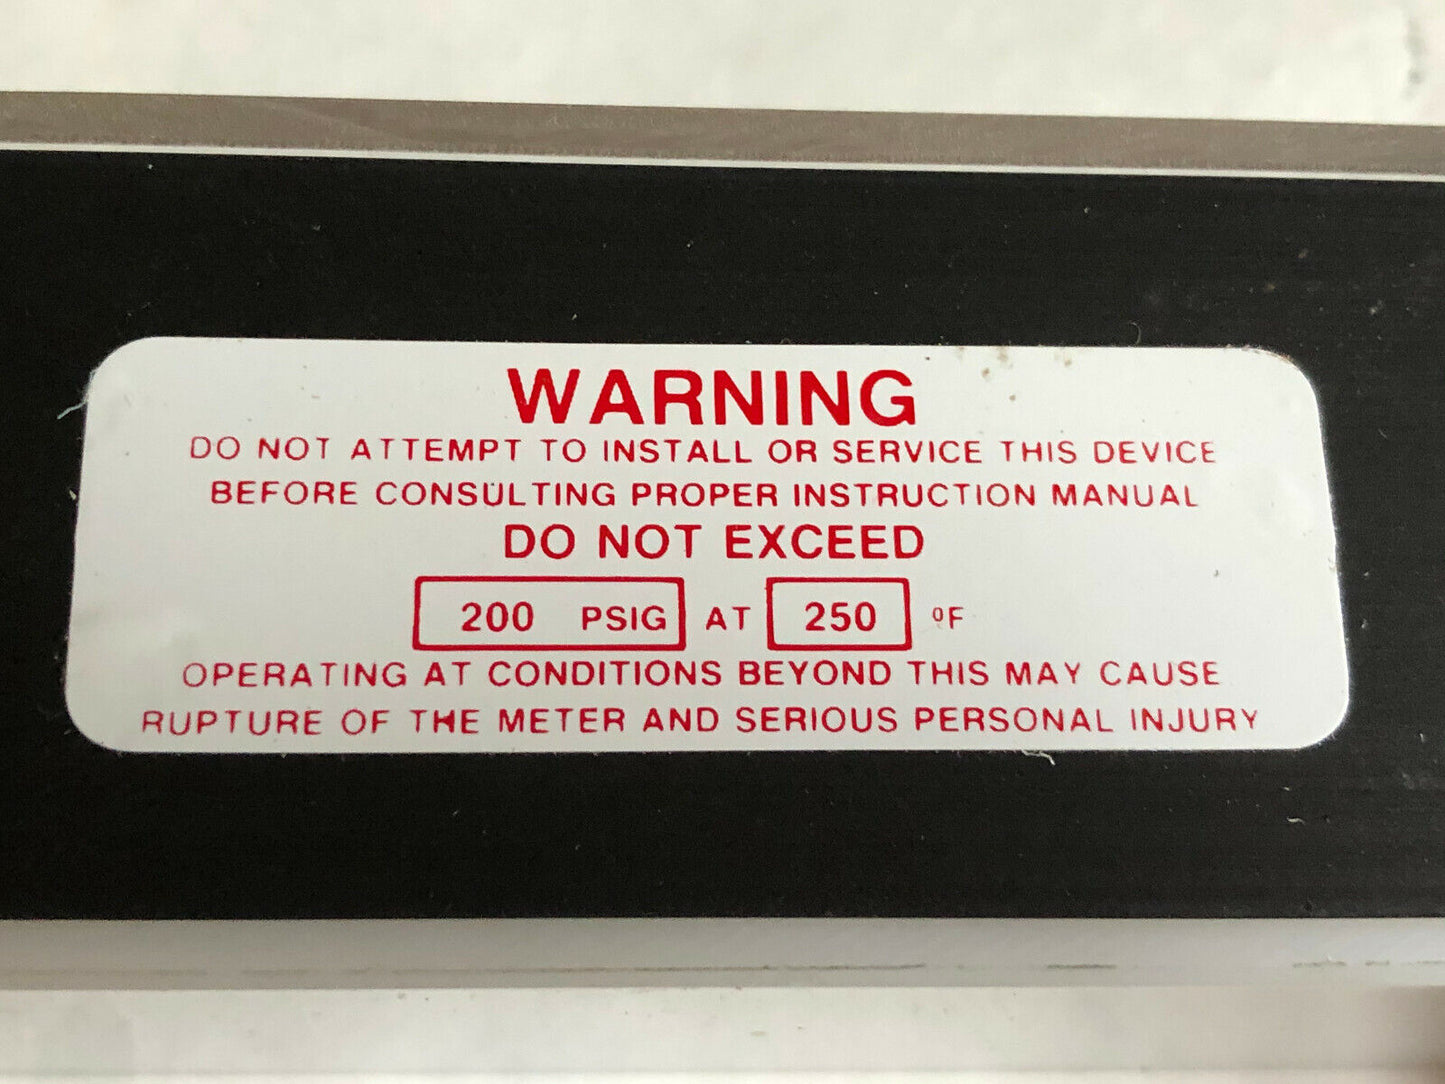 WARNING
DO NOT ATTEMPT TO INSTALL OR SERVICE THIS DEVICE
BEFORE CONSULTING PROPER INSTRUCTION MANUAL
DO NOT EXCEED
200 PSIG AT 250 ºF
OPERATING AT CONDITIONS BEYOND THIS MAY CAUSE
RUPTURE OF THE METER AND SERIOUS PERSONAL INJURY